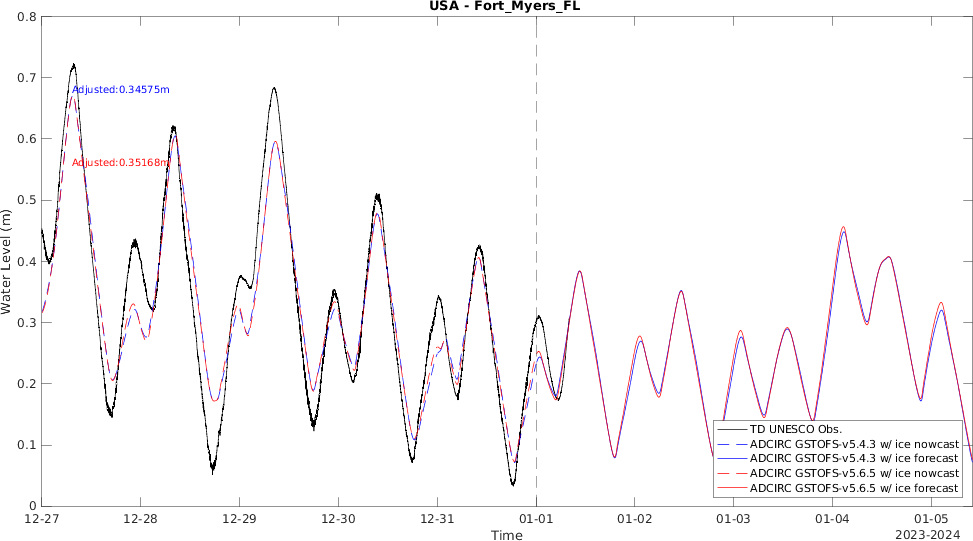 USA - Fort_Myers_FL
0.8
0.7
0.6
0.5
0.4
0.3
0.2
0.1
0
Water Level (m)
Adjusted:0.34575m
Adjusted:0.35168m
TD UNESCO Obs.
ADCIRC GSTOFS-v5.4.3 w/ ice nowcast
ADCIRC GSTOFS-v5.4.3 w/ ice forecast
ADCIRC GSTOFS-v5.6.5 w/ ice nowcast
ADCIRC GSTOFS-v5.6.5 w/ ice forecast
12-27 12-28 12-29 12-30 12-31 01-01 01-02 01-03 01-04 01-05
Time
2023-2024